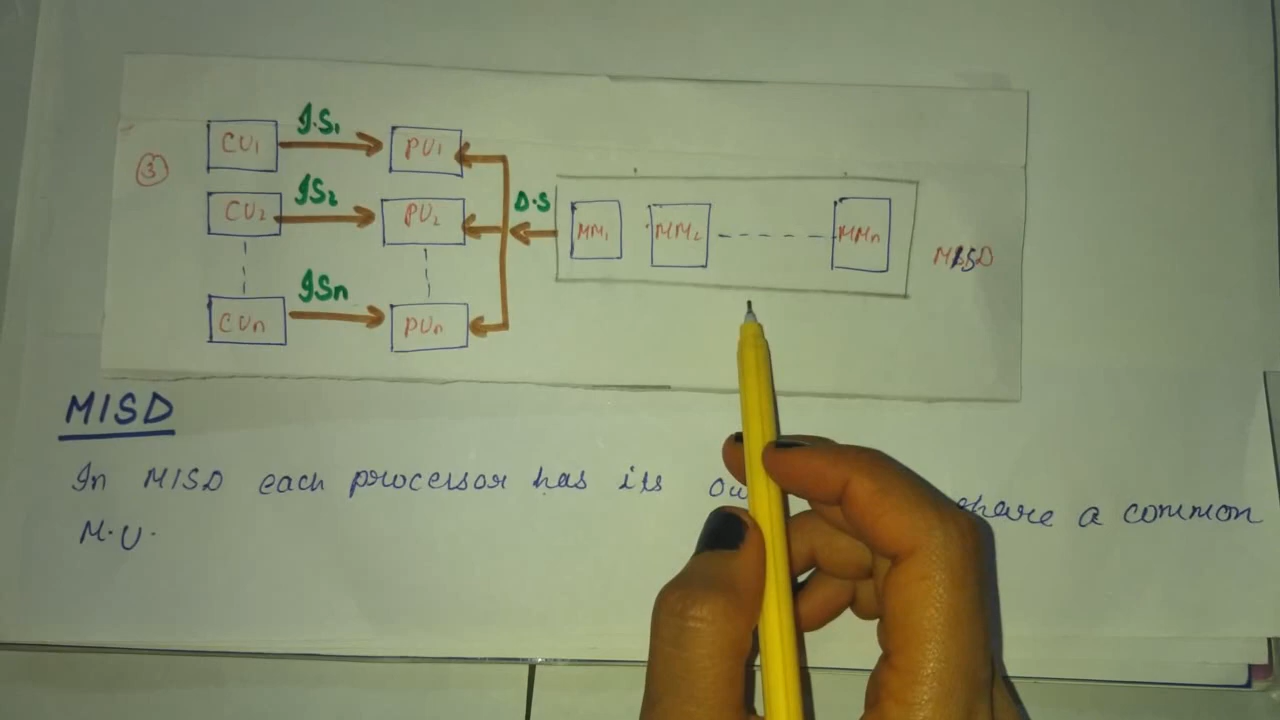 I.S₁
CU₁ PU₁
③
IS₂ D.S
CU₂ PU₂ MM₁ MM₂ MMn
MISD
ISn
CUn PUn
MISD
In MISD each processor has its share a common
M.U.